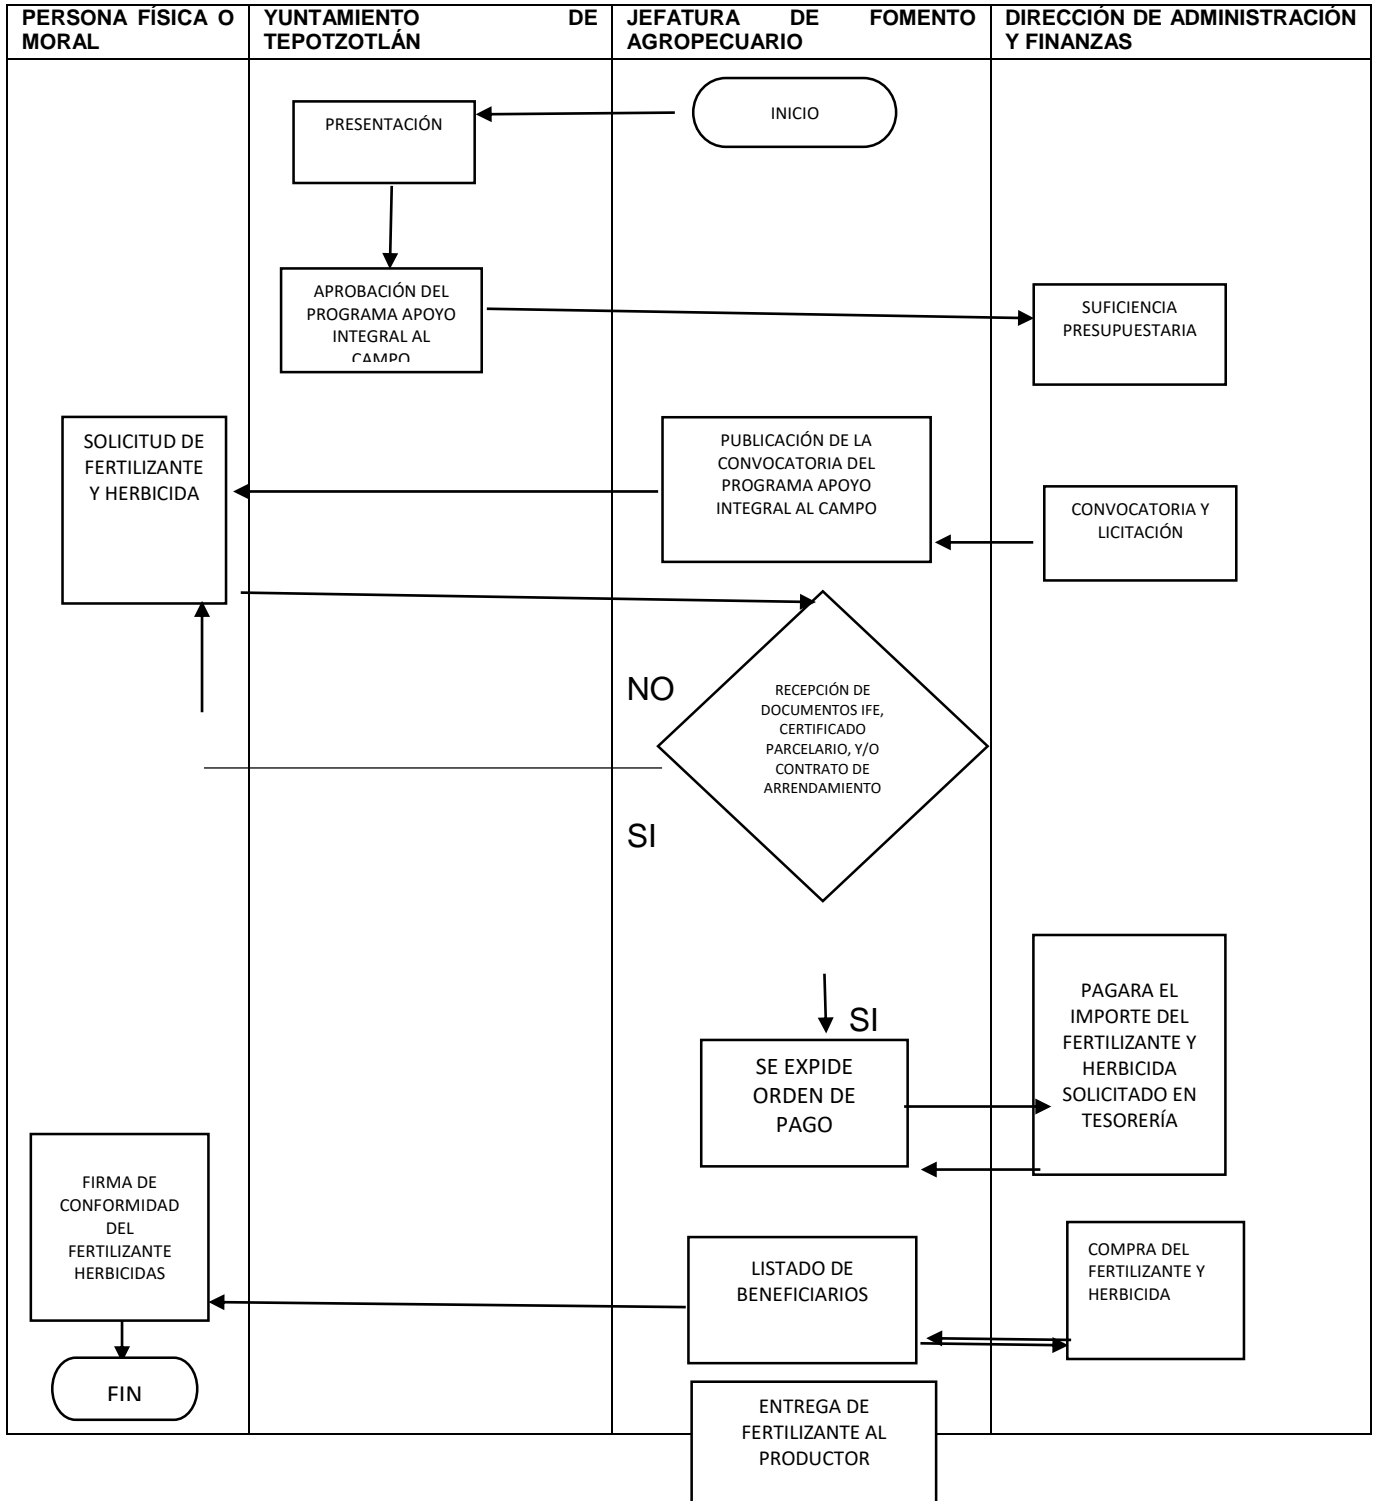 PERSONA FÍSICA O
MORAL
YUNTAMIENTO DE
TEPOTZOTLÁN
JEFATURA DE FOMENTO
AGROPECUARIO
DIRECCIÓN DE ADMINISTRACIÓN
Y FINANZAS
INICIO
PRESENTACIÓN
APROBACIÓN DEL
PROGRAMA APOYO
INTEGRAL AL
CAMPO
SUFICIENCIA
PRESUPUESTARIA
SOLICITUD DE
FERTILIZANTE
Y HERBICIDA
PUBLICACIÓN DE LA
CONVOCATORIA DEL
PROGRAMA APOYO
INTEGRAL AL CAMPO
CONVOCATORIA Y
LICITACIÓN
NO
RECEPCIÓN DE
DOCUMENTOS IFE,
CERTIFICADO
PARCELARIO, Y/O
CONTRATO DE
ARRENDAMIENTO
SI
SI
SE EXPIDE
ORDEN DE
PAGO
PAGARA EL
IMPORTE DEL
FERTILIZANTE Y
HERBICIDA
SOLICITADO EN
TESORERÍA
FIRMA DE
CONFORMIDAD
DEL
FERTILIZANTE
HERBICIDAS
LISTADO DE
BENEFICIARIOS
COMPRA DEL
FERTILIZANTE Y
HERBICIDA
FIN
ENTREGA DE
FERTILIZANTE AL
PRODUCTOR